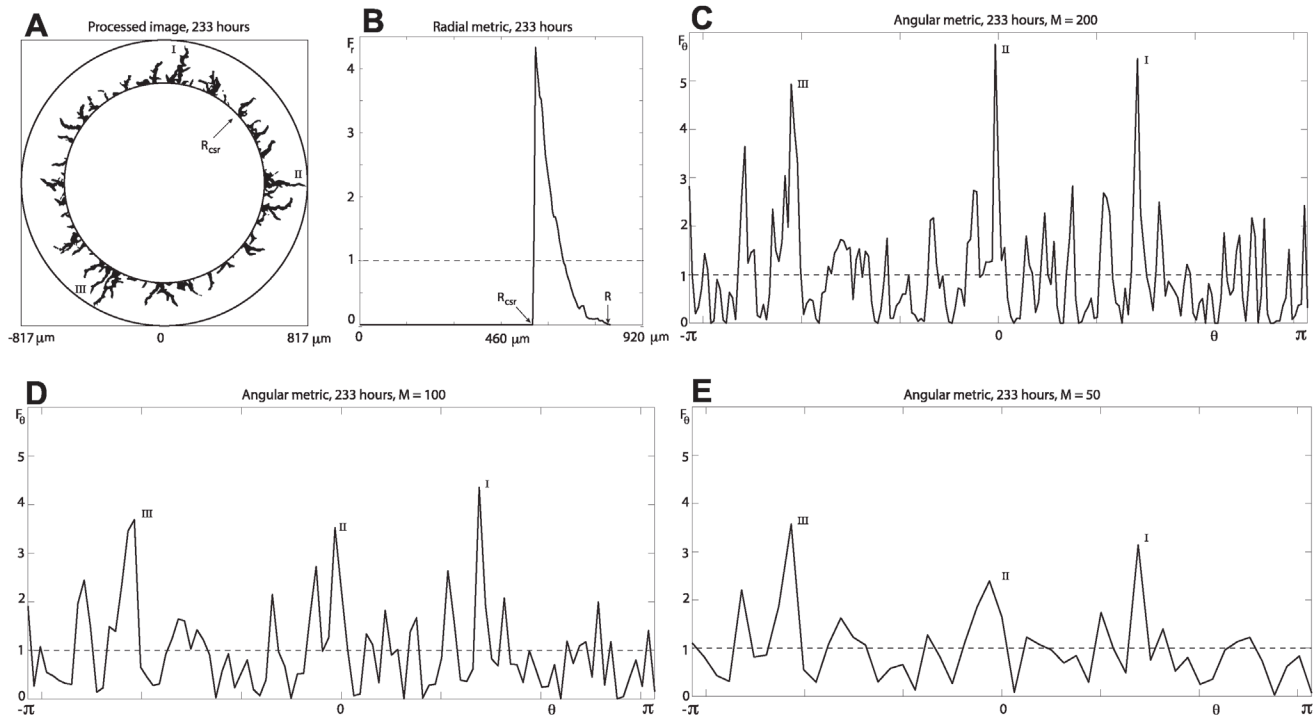 A
Processed image, 233 hours
I
R_csr
II
III
-817 μm 0 817 μm
B
Radial metric, 233 hours
F_r
4
3
2
1
0
R_csr
R
0 460 μm 920 μm
C
Angular metric, 233 hours, M = 200
F_θ
5
4
3
2
1
0
III
II
I
-π 0 θ π
D
Angular metric, 233 hours, M = 100
F_θ
5
4
3
2
1
0
III
II
I
-π 0 θ π
E
Angular metric, 233 hours, M = 50
F_θ
5
4
3
2
1
0
III
II
I
-π 0 θ π